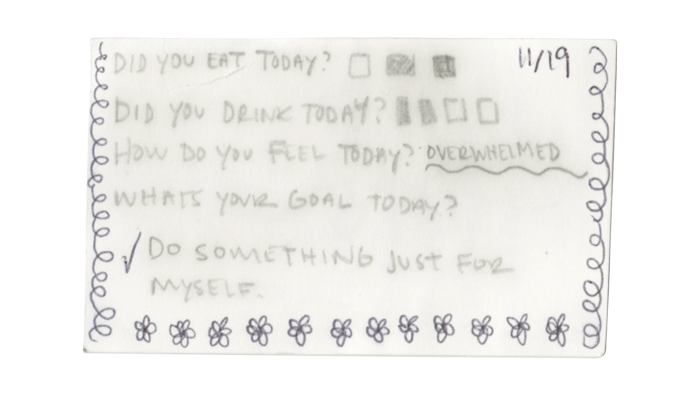 DID YOU EAT TODAY? 11/19
DID YOU DRINK TODAY?
HOW DO YOU FEEL TODAY? OVERWHELMED
WHATS YOUR GOAL TODAY?
✓ DO SOMETHING JUST FOR
MYSELF.